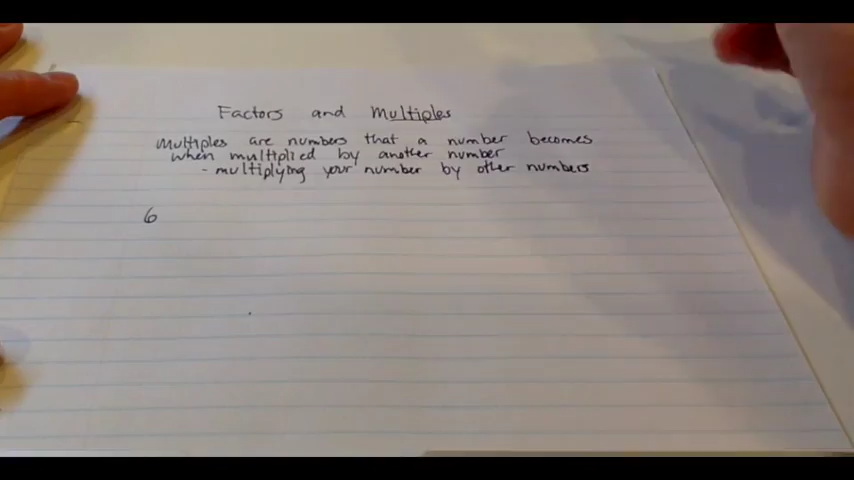 Factors and Multiples
Multiples are numbers that a number becomes
when multiplied by another number
- multiplying your number by other numbers
6